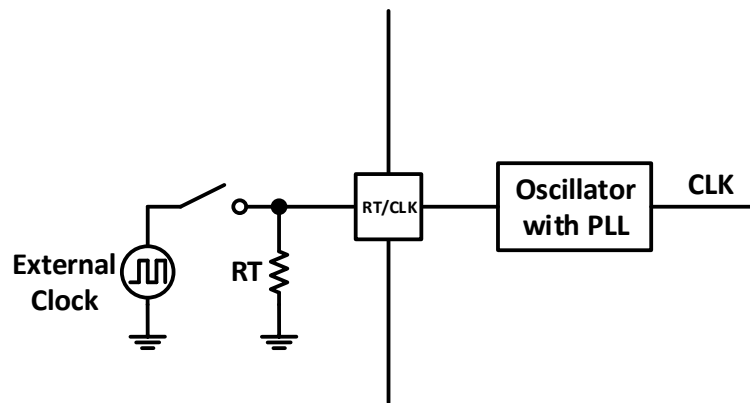 External
Clock
RT
RT/CLK
Oscillator
with PLL
CLK